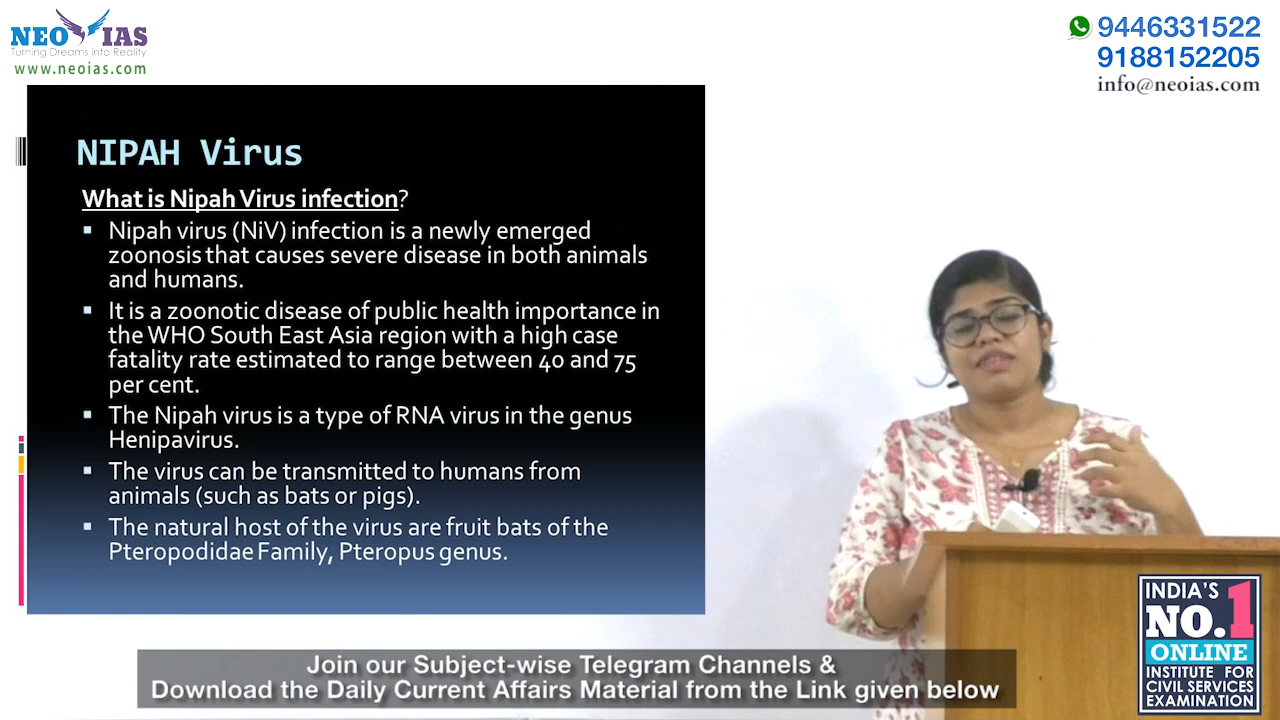 NEO IAS
Turning Dreams into Reality
www.neoias.com
9446331522
9188152205
info@neoias.com
NIPAH Virus
What is Nipah Virus infection?
Nipah virus (NiV) infection is a newly emerged
zoonosis that causes severe disease in both animals
and humans.
It is a zoonotic disease of public health importance in
the WHO South East Asia region with a high case
fatality rate estimated to range between 40 and 75
per cent.
The Nipah virus is a type of RNA virus in the genus
Henipavirus.
The virus can be transmitted to humans from
animals (such as bats or pigs).
The natural host of the virus are fruit bats of the
Pteropodidae Family, Pteropus genus.
INDIA'S
NO.1
ONLINE
INSTITUTE FOR
CIVIL SERVICES
EXAMINATION
Join our Subject-wise Telegram Channels &
Download the Daily Current Affairs Material from the Link given below